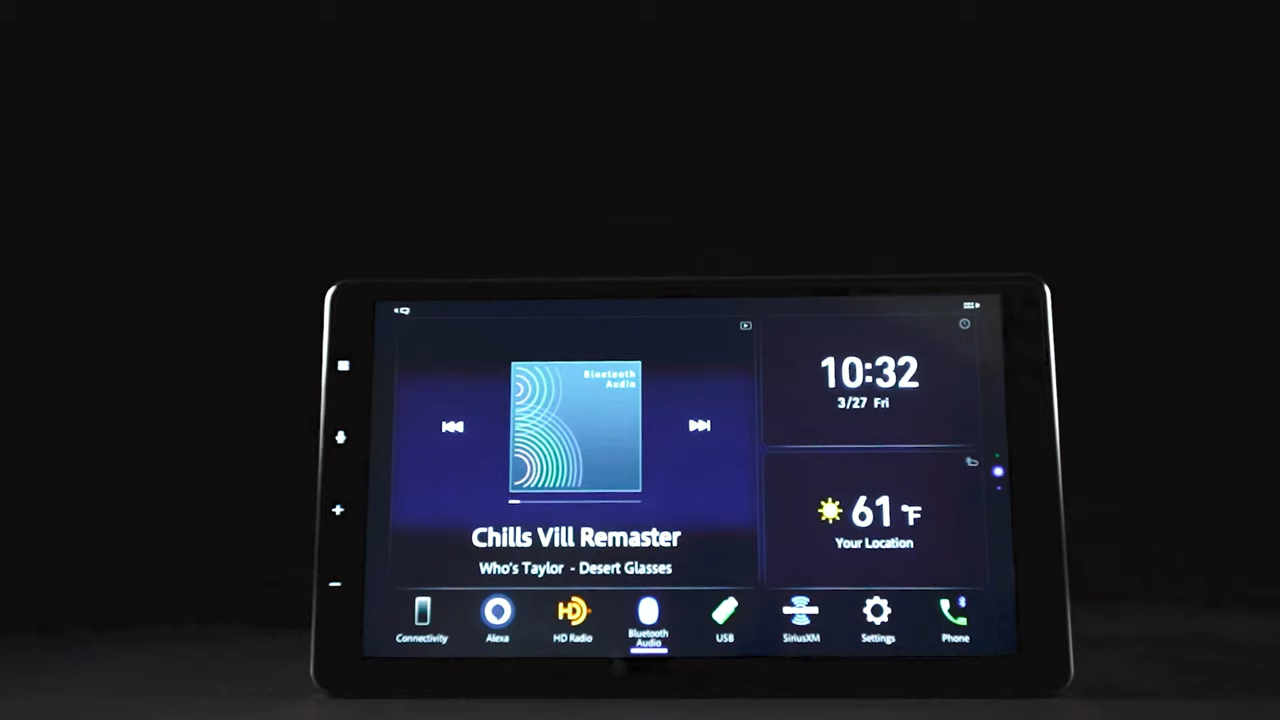 Bluetooth
Audio
Chills Vill Remaster
Who's Taylor - Desert Glasses
10:32
3/27 Fri
61 °F
Your Location
Connectivity
Alexa
HD Radio
Bluetooth
Audio
USB
SiriusXM
Settings
Phone